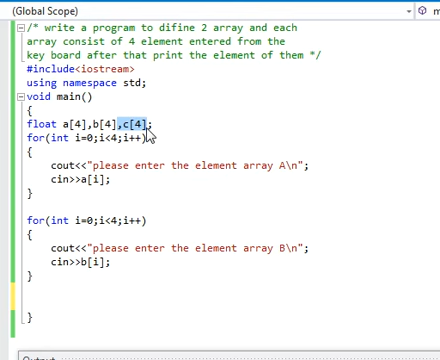 (Global Scope)
/* write a program to difine 2 array and each
array consist of 4 element entered from the
key board after that print the element of them */
#include<iostream>
using namespace std;
void main()
{
float a[4],b[4],c[4];
for(int i=0;i<4;i++)
{
cout<<"please enter the element array A\n";
cin>>a[i];
}
for(int i=0;i<4;i++)
{
cout<<"please enter the element array B\n";
cin>>b[i];
}
}